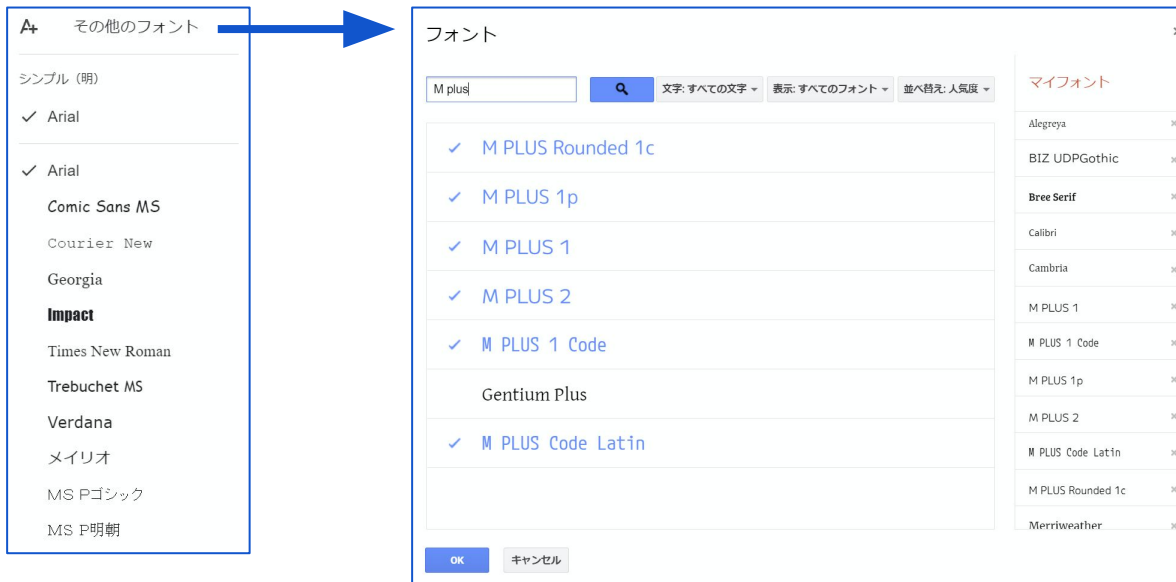 A+ その他のフォント
シンプル（明）
Arial
Arial
Comic Sans MS
Courier New
Georgia
Impact
Times New Roman
Trebuchet MS
Verdana
メイリオ
MS Pゴシック
MS P明朝
フォント
M plus
文字: すべての文字
表示: すべてのフォント
並べ替え: 人気度
M PLUS Rounded 1c
M PLUS 1p
M PLUS 1
M PLUS 2
M PLUS 1 Code
Gentium Plus
M PLUS Code Latin
OK
キャンセル
マイフォント
Alegreya
BIZ UDPGothic
Bree Serif
Calibri
Cambria
M PLUS 1
M PLUS 1 Code
M PLUS 1p
M PLUS 2
M PLUS Code Latin
M PLUS Rounded 1c
Merriweather